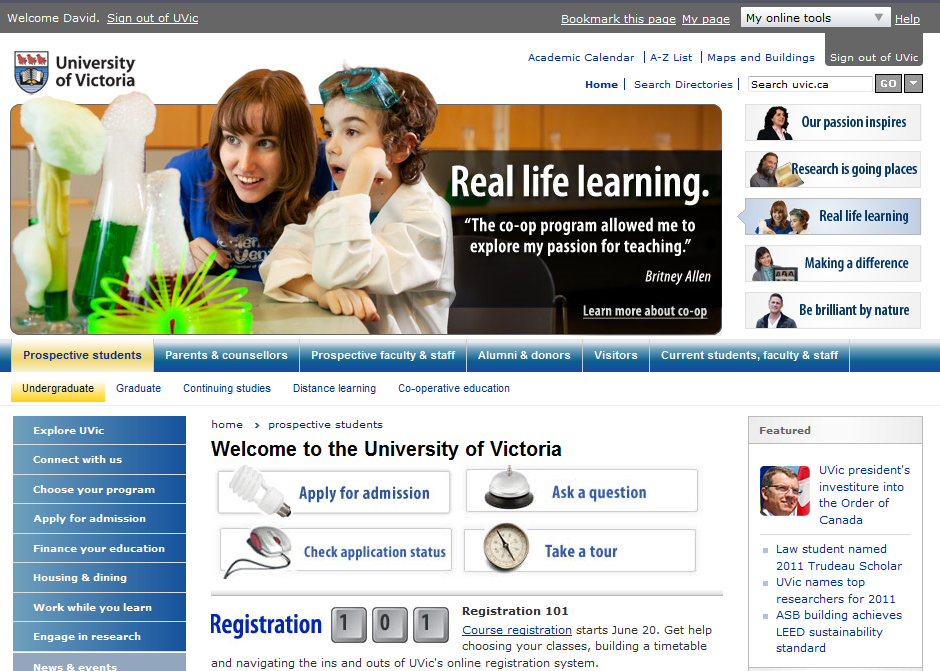 Welcome David. Sign out of UVic
Bookmark this page My page My online tools Help
University
of Victoria
Academic Calendar | A-Z List | Maps and Buildings Sign out of UVic
Home | Search Directories | Search uvic.ca GO
Real life learning.
“The co-op program allowed me to
explore my passion for teaching.”
Britney Allen
Learn more about co-op
Our passion inspires
Research is going places
Real life learning
Making a difference
Be brilliant by nature
Prospective students Parents & counsellors Prospective faculty & staff Alumni & donors Visitors Current students, faculty & staff
Undergraduate Graduate Continuing studies Distance learning Co-operative education
Explore UVic
Connect with us
Choose your program
Apply for admission
Finance your education
Housing & dining
Work while you learn
Engage in research
News & events
home › prospective students
Welcome to the University of Victoria
Apply for admission
Ask a question
Check application status
Take a tour
Registration 1 0 1
Registration 101
Course registration starts June 20. Get help
choosing your classes, building a timetable
and navigating the ins and outs of UVic's online registration system.
Featured
UVic president's
investiture into
the Order of
Canada
Law student named
2011 Trudeau Scholar
UVic names top
researchers for 2011
ASB building achieves
LEED sustainability
standard